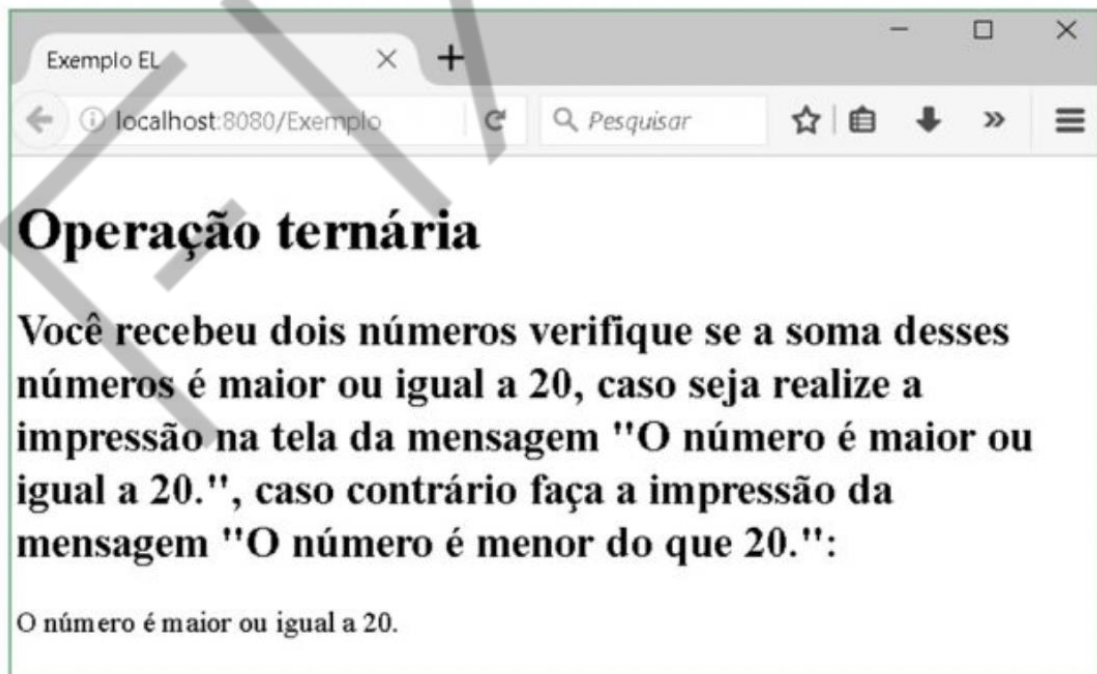 Exemplo EL
localhost:8080/Exemplo
Pesquisar
Operação ternária
Você recebeu dois números verifique se a soma desses
números é maior ou igual a 20, caso seja realize a
impressão na tela da mensagem "O número é maior ou
igual a 20.", caso contrário faça a impressão da
mensagem "O número é menor do que 20.":
O número é maior ou igual a 20.